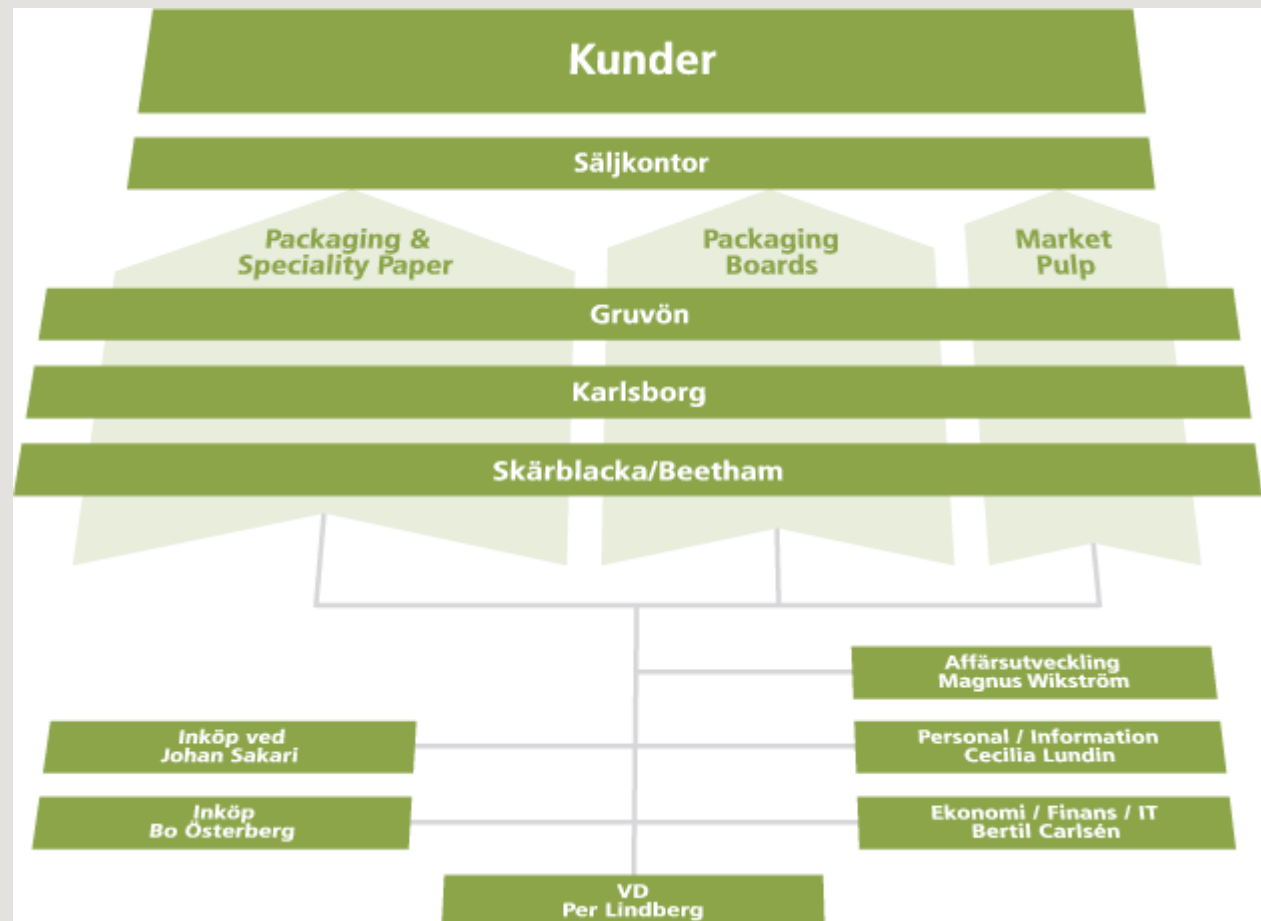 Kunder
Säljkontor
Packaging &
Speciality Paper
Packaging
Boards
Market
Pulp
Gruvön
Karlsborg
Skärblacka/Beetham
Affärsutveckling
Magnus Wikström
Inköp ved
Johan Sakari
Personal / Information
Cecilia Lundin
Inköp
Bo Österberg
Ekonomi / Finans / IT
Bertil Carlsén
VD
Per Lindberg